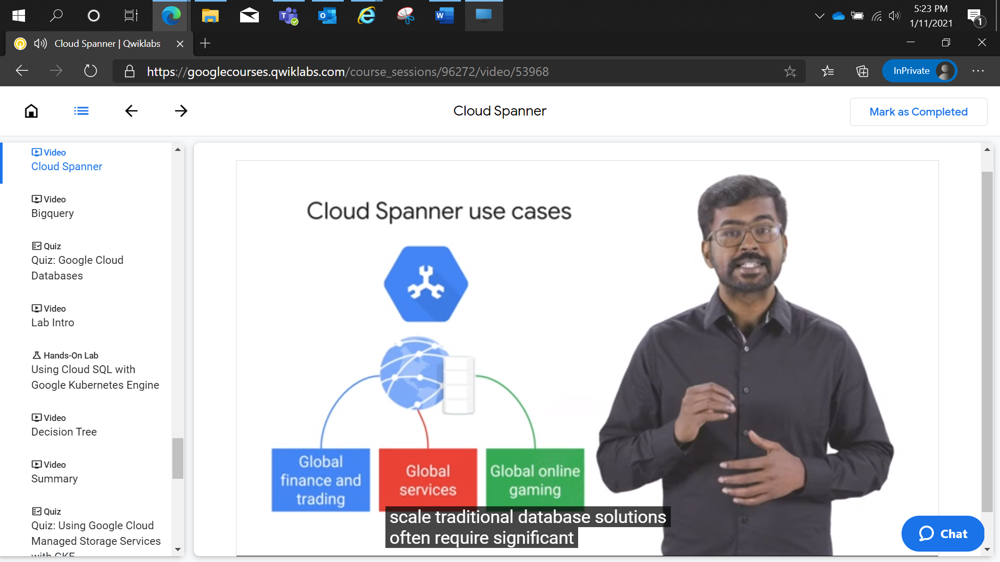 5:23 PM
1/11/2021
1
Cloud Spanner | Qwiklabs
https://googlecourses.qwiklabs.com/course_sessions/96272/video/53968
InPrivate
Cloud Spanner
Mark as Completed
Video
Cloud Spanner
Video
Bigquery
Quiz
Quiz: Google Cloud
Databases
Video
Lab Intro
Hands-On Lab
Using Cloud SQL with
Google Kubernetes Engine
Video
Decision Tree
Video
Summary
Quiz
Quiz: Using Google Cloud
Managed Storage Services
with GKE
Cloud Spanner use cases
Global
finance and
trading
Global
services
Global online
gaming
scale traditional database solutions
often require significant
Chat